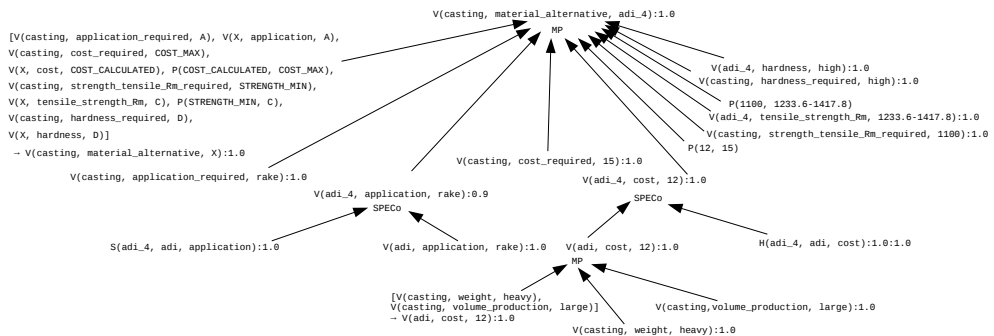 V(casting, material_alternative, adi_4):1.0
MP
[V(casting, application_required, A), V(X, application, A),
V(casting, cost_required, COST_MAX),
V(X, cost, COST_CALCULATED), P(COST_CALCULATED, COST_MAX),
V(casting, strength_tensile_Rm_required, STRENGTH_MIN),
V(X, tensile_strength_Rm, C), P(STRENGTH_MIN, C),
V(casting, hardness_required, D),
V(X, hardness, D)]
→ V(casting, material_alternative, X):1.0
V(adi_4, hardness, high):1.0
V(casting, hardness_required, high):1.0
P(1100, 1233.6-1417.8)
V(adi_4, tensile_strength_Rm, 1233.6-1417.8):1.0
V(casting, strength_tensile_Rm_required, 1100):1.0
P(12, 15)
V(casting, cost_required, 15):1.0
V(casting, application_required, rake):1.0
V(adi_4, application, rake):0.9
SPECo
V(adi_4, cost, 12):1.0
SPECo
S(adi_4, adi, application):1.0
V(adi, application, rake):1.0
V(adi, cost, 12):1.0
MP
H(adi_4, adi, cost):1.0:1.0
[V(casting, weight, heavy),
V(casting, volume_production, large)]
→ V(adi, cost, 12):1.0
V(casting,volume_production, large):1.0
V(casting, weight, heavy):1.0